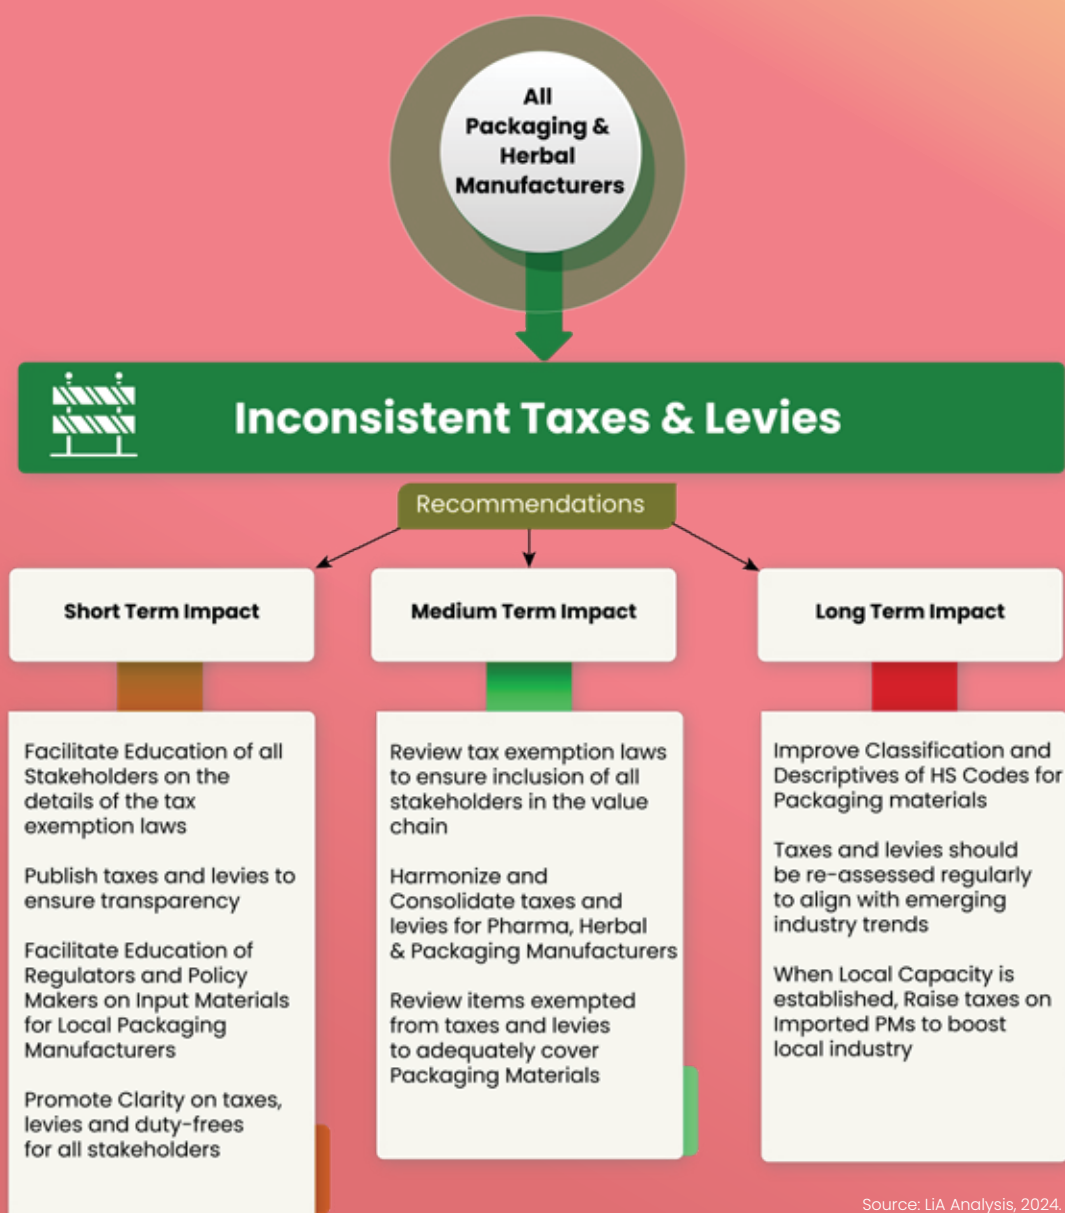 All
Packaging &
Herbal
Manufacturers
Inconsistent Taxes & Levies
Recommendations
Short Term Impact
Medium Term Impact
Long Term Impact
Facilitate Education of all
Stakeholders on the
details of the tax
exemption laws
Publish taxes and levies to
ensure transparency
Facilitate Education of
Regulators and Policy
Makers on Input Materials
for Local Packaging
Manufacturers
Promote Clarity on taxes,
levies and duty-frees
for all stakeholders
Review tax exemption laws
to ensure inclusion of all
stakeholders in the value
chain
Harmonize and
Consolidate taxes and
levies for Pharma, Herbal
& Packaging Manufacturers
Review items exempted
from taxes and levies
to adequately cover
Packaging Materials
Improve Classification and
Descriptives of HS Codes for
Packaging materials
Taxes and levies should
be re-assessed regularly
to align with emerging
industry trends
When Local Capacity is
established, Raise taxes on
Imported PMs to boost
local industry
Source: LiA Analysis, 2024.